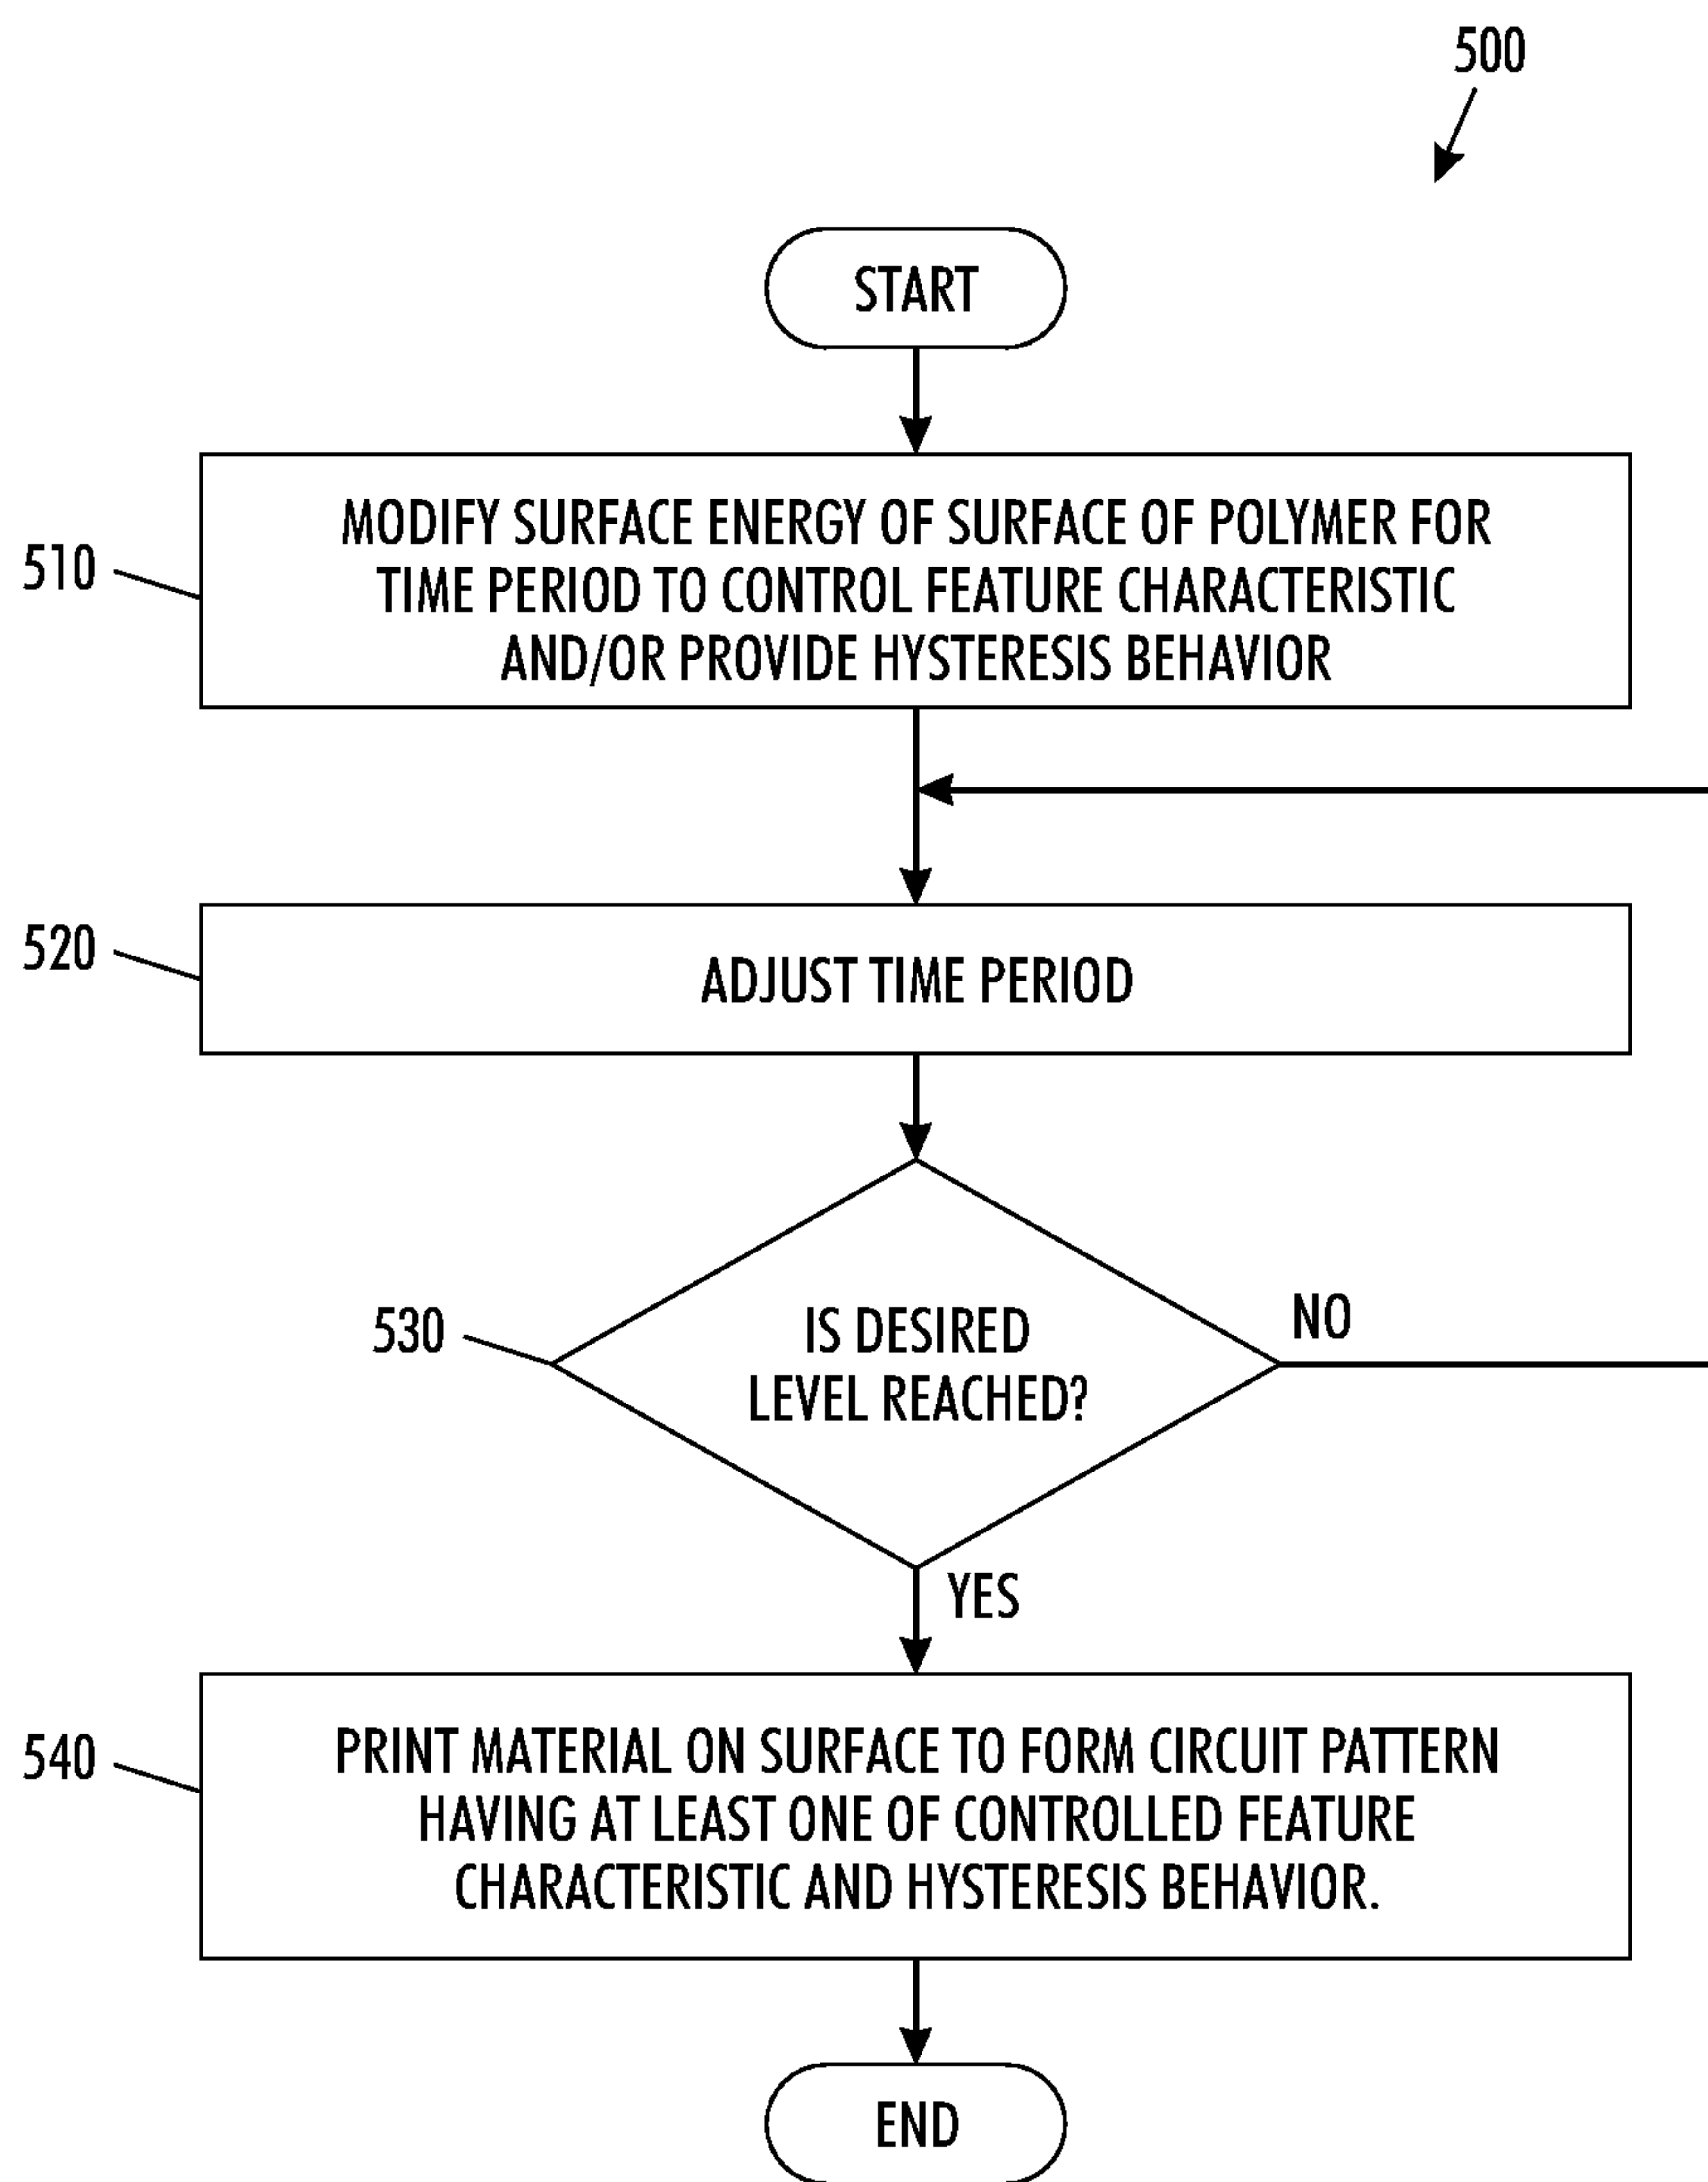 500
START
510
MODIFY SURFACE ENERGY OF SURFACE OF POLYMER FOR
TIME PERIOD TO CONTROL FEATURE CHARACTERISTIC
AND/OR PROVIDE HYSTERESIS BEHAVIOR
520
ADJUST TIME PERIOD
530
IS DESIRED
LEVEL REACHED?
NO
YES
540
PRINT MATERIAL ON SURFACE TO FORM CIRCUIT PATTERN
HAVING AT LEAST ONE OF CONTROLLED FEATURE
CHARACTERISTIC AND HYSTERESIS BEHAVIOR.
END